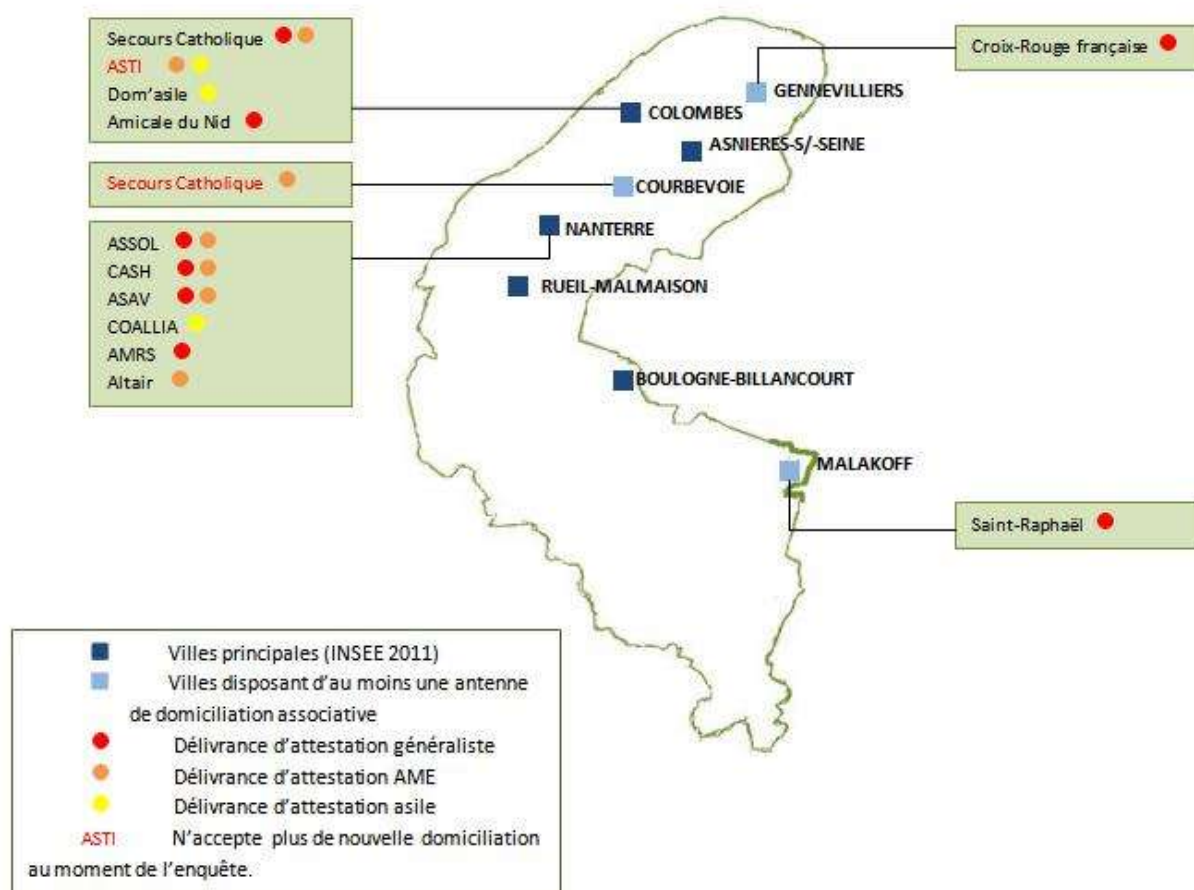 Secours Catholique
ASTI
Dom'asile
Amicale du Nid
Croix-Rouge française
GENNEVILLIERS
COLOMBES
ASNIERES-S/-SEINE
Secours Catholique
COURBEVOIE
ASSOL
CASH
ASAV
COALLIA
AMRS
Altair
NANTERRE
RUEIL-MALMAISON
BOULOGNE-BILLANCOURT
MALAKOFF
Saint-Raphaël
Villes principales (INSEE 2011)
Villes disposant d'au moins une antenne
de domiciliation associative
Délivrance d'attestation généraliste
Délivrance d'attestation AME
Délivrance d'attestation asile
ASTI N'accepte plus de nouvelle domiciliation
au moment de l'enquête.